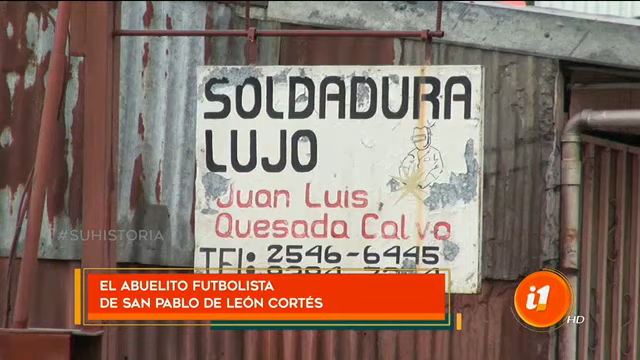 SOLDADURA
LUJO
Juan Luis
Quesada Calvo
TEL: 2546-6445
#SUHISTORIA
EL ABUELITO FUTBOLISTA
DE SAN PABLO DE LEÓN CORTÉS
i1
HD